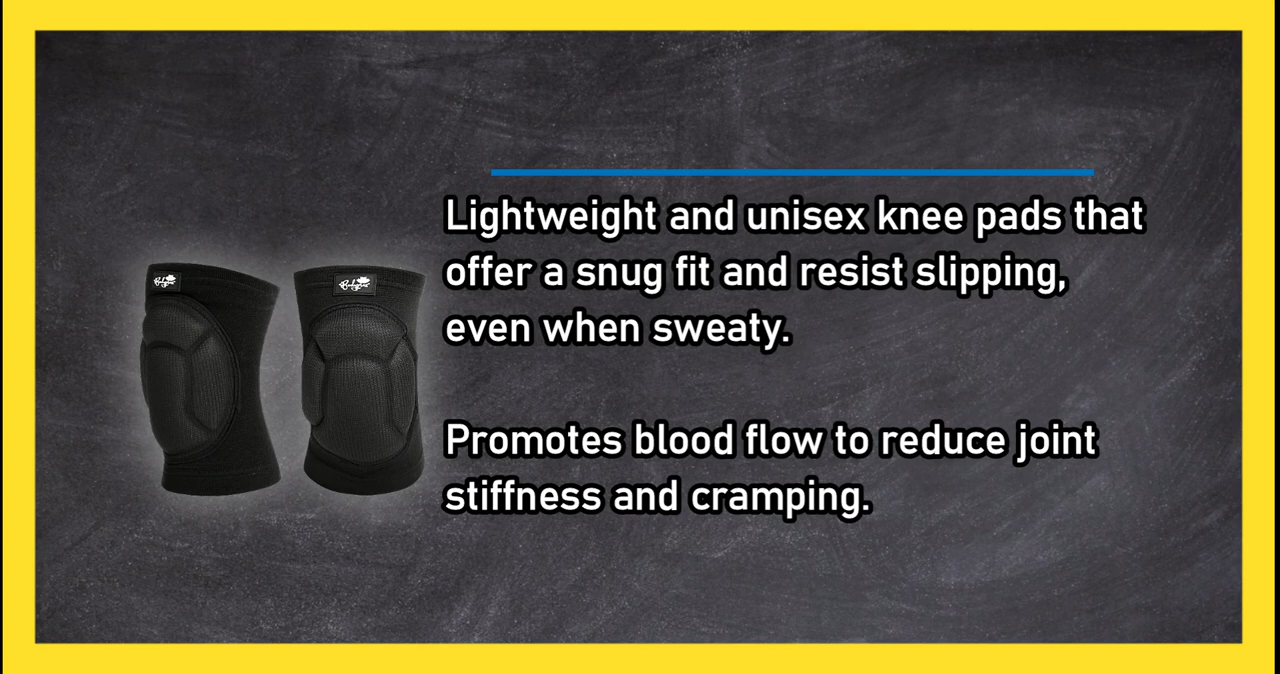 Lightweight and unisex knee pads that
offer a snug fit and resist slipping,
even when sweaty.
Promotes blood flow to reduce joint
stiffness and cramping.